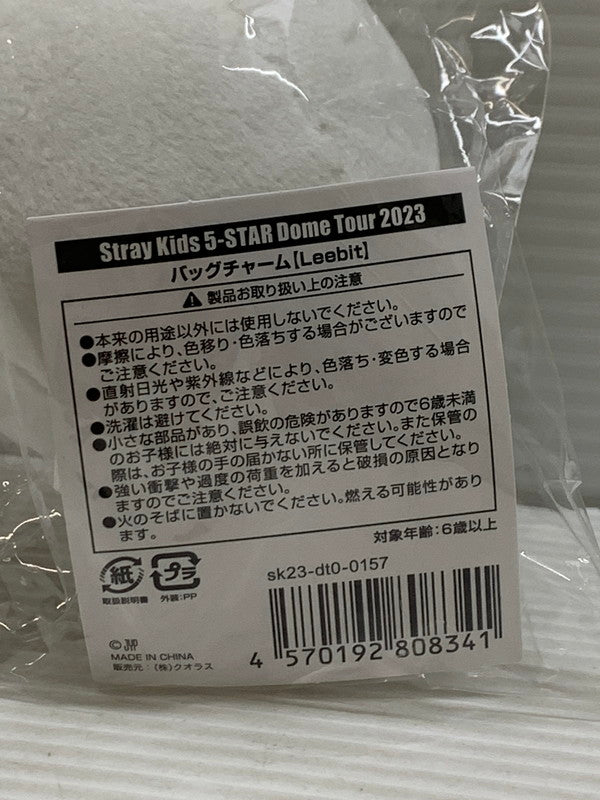 Stray Kids 5-STAR Dome Tour 2023
バッグチャーム【Leebit】
製品お取り扱い上の注意
●本来の用途以外には使用しないでください。
●摩擦により、色移り・色落ちする場合がございますので
ご注意ください。
●直射日光や紫外線などにより、色落ち・変色する場合
がありますので、ご注意ください。
●洗濯は避けてください。
●小さな部品があり、誤飲の危険がありますので6歳未満
のお子様には絶対に与えないでください。また保管の
際は、お子様の手の届かない所に保管してください。
●強い衝撃や過度の荷重を加えると破損の原因となり
ますのでご注意ください。
●火のそばに置かないでください。燃える可能性があり
ます。
対象年齢：6歳以上
紙 プラ
取扱説明書 外装：PP
sk23-dt0-0157
4 570192 808341
© JYP
MADE IN CHINA
販売元：（株）クオラス